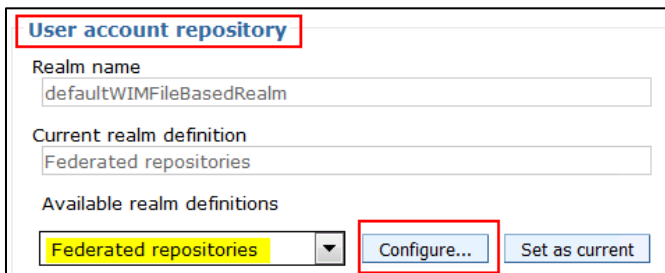 User account repository
Realm name
defaultWIMFileBasedRealm
Current realm definition
Federated repositories
Available realm definitions
Federated repositories Configure... Set as current